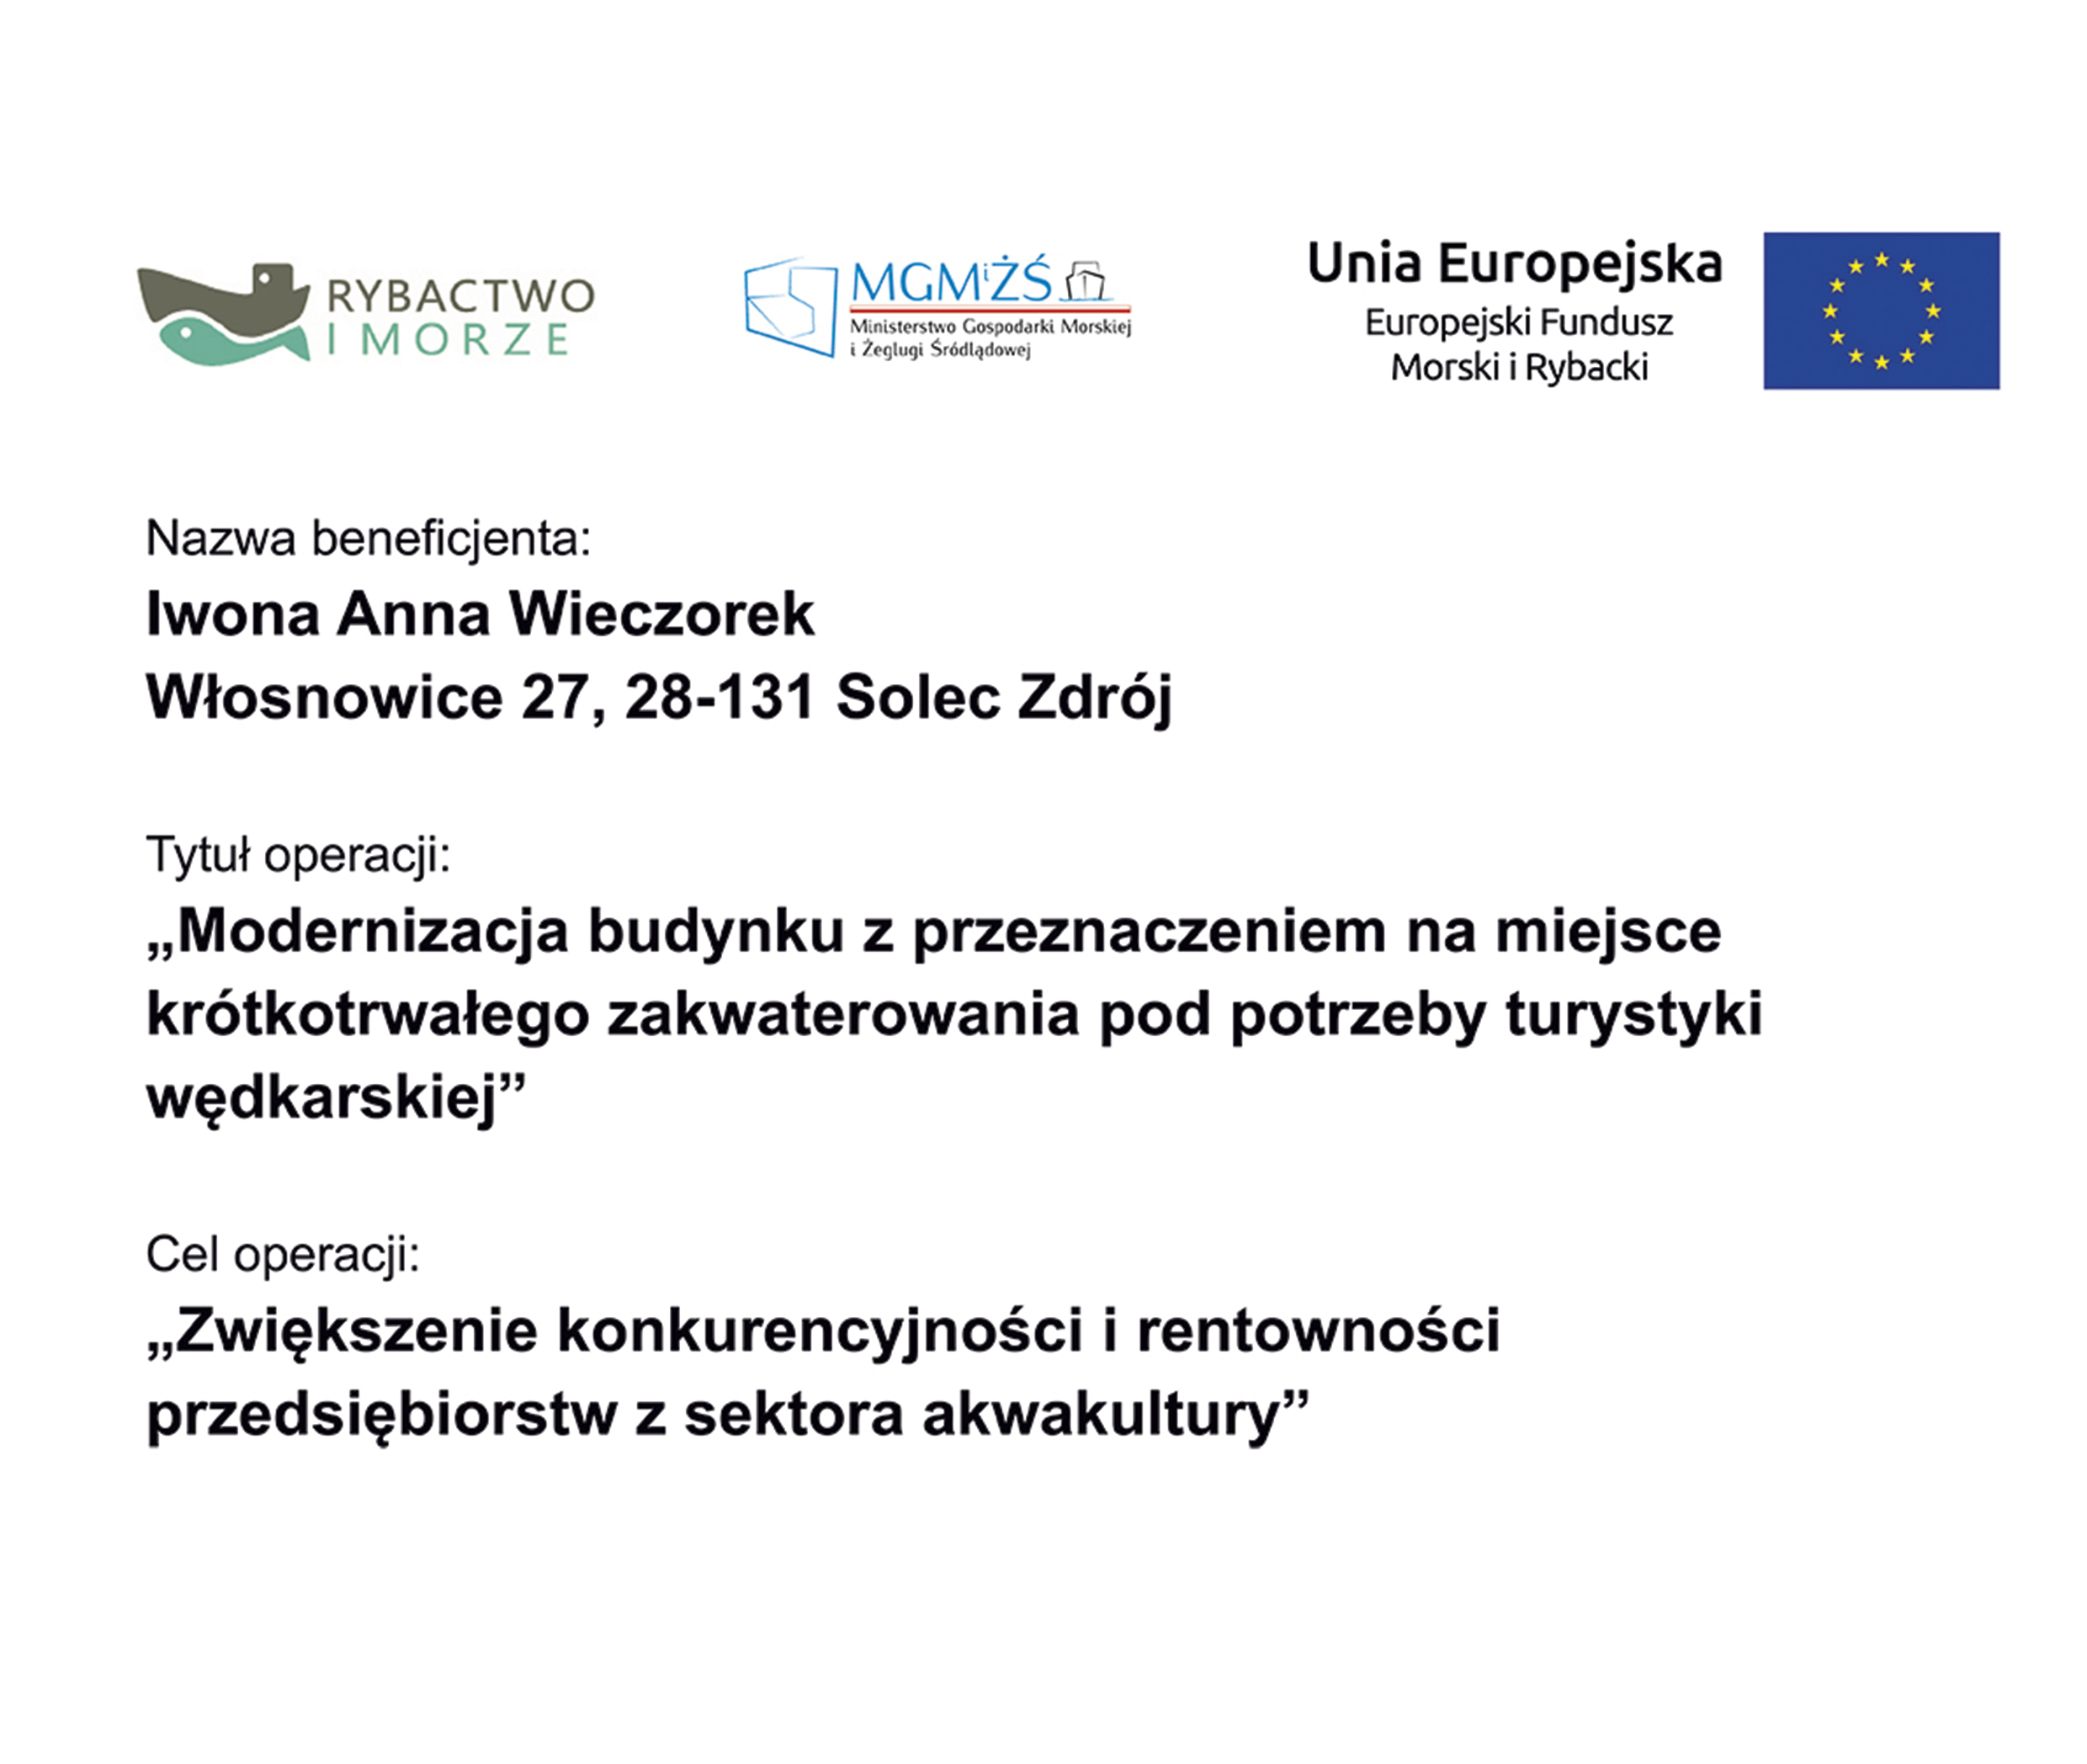 RYBACTWO
I MORZE
MGMiŻŚ
Ministerstwo Gospodarki Morskiej
i Żeglugi Śródlądowej
Unia Europejska
Europejski Fundusz
Morski i Rybacki
Nazwa beneficjenta:
Iwona Anna Wieczorek
Włosnowice 27, 28-131 Solec Zdrój
Tytuł operacji:
„Modernizacja budynku z przeznaczeniem na miejsce
krótkotrwałego zakwaterowania pod potrzeby turystyki
wędkarskiej”
Cel operacji:
„Zwiększenie konkurencyjności i rentowności
przedsiębiorstw z sektora akwakultury”